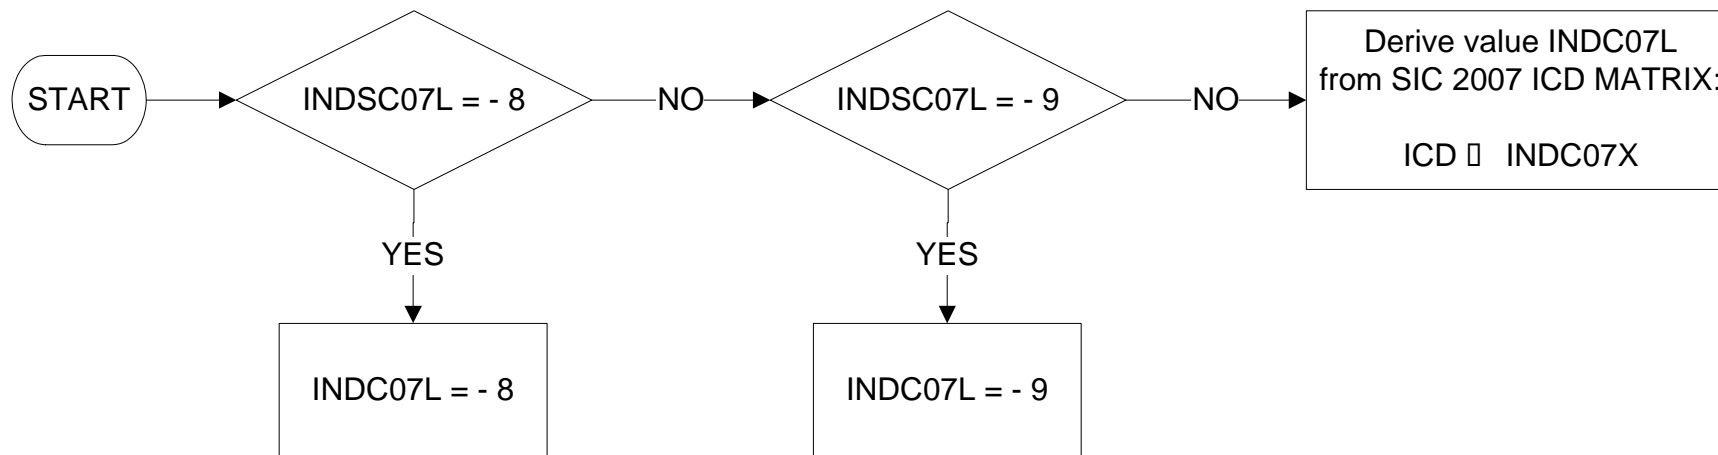 START
INDSC07L = - 8
NO
INDSC07L = - 9
NO
Derive value INDC07L
from SIC 2007 ICD MATRIX:
ICD ▯ INDC07X
YES
YES
INDC07L = - 8
INDC07L = - 9